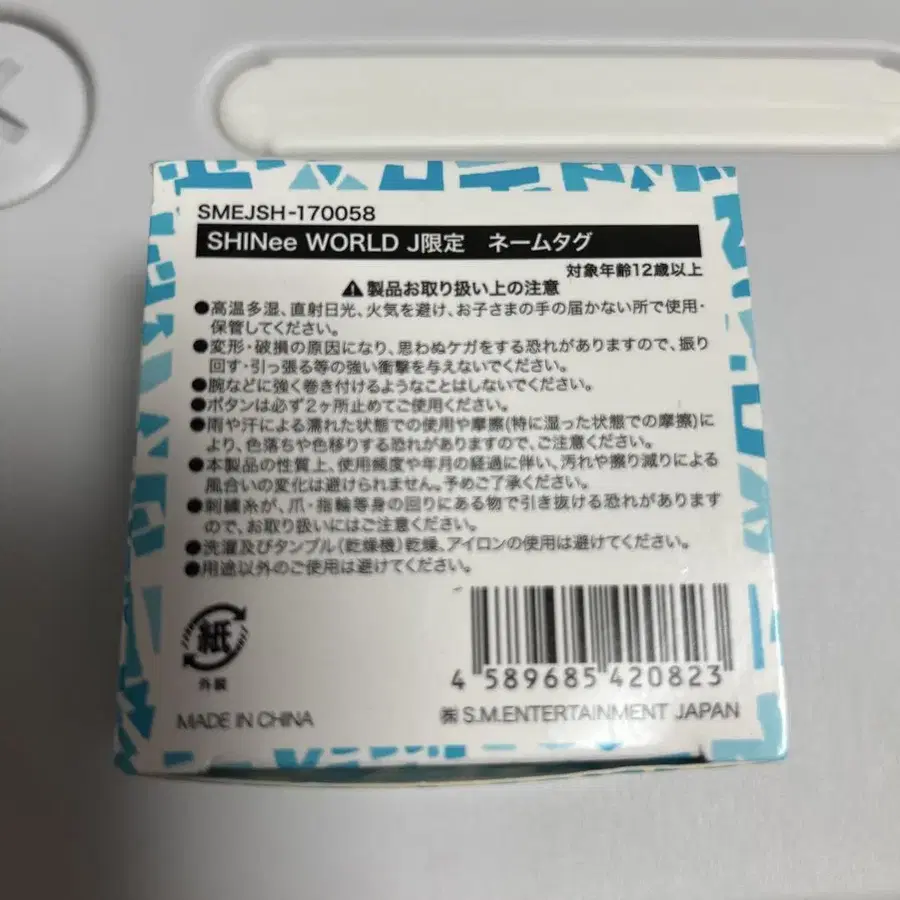 SMEJSH-170058
SHINee WORLD J限定 ネームタグ
対象年齢12歳以上
⚠製品お取り扱い上の注意
●高温多湿、直射日光、火気を避け、お子さまの手の届かない所で使用・
保管してください。
●変形・破損の原因になり、思わぬケガをする恐れがありますので、振り
回す・引っ張る等の強い衝撃を与えないでください。
●腕などに強く巻き付けるようなことはしないでください。
●ボタンは必ず2ヶ所止めてご使用ください。
●雨や汗による濡れた状態での使用や摩擦(特に湿った状態での摩擦)に
より、色落ちや色移りする恐れがありますので、ご注意ください。
●本製品の性質上、使用頻度や年月の経過に伴い、汚れや擦り減りによる
風合いの変化は避けられません。予めご了承ください。
●刺繍糸が、爪・指輪等身の回りにある物で引き抜ける恐れがあります
ので、お取り扱いにはご注意ください。
●洗濯及びタンブル(乾燥機)乾燥、アイロンの使用は避けてください。
●用途以外のご使用は避けてください。
紙
外装
4 589685 420823
MADE IN CHINA
㈱ S.M.ENTERTAINMENT JAPAN